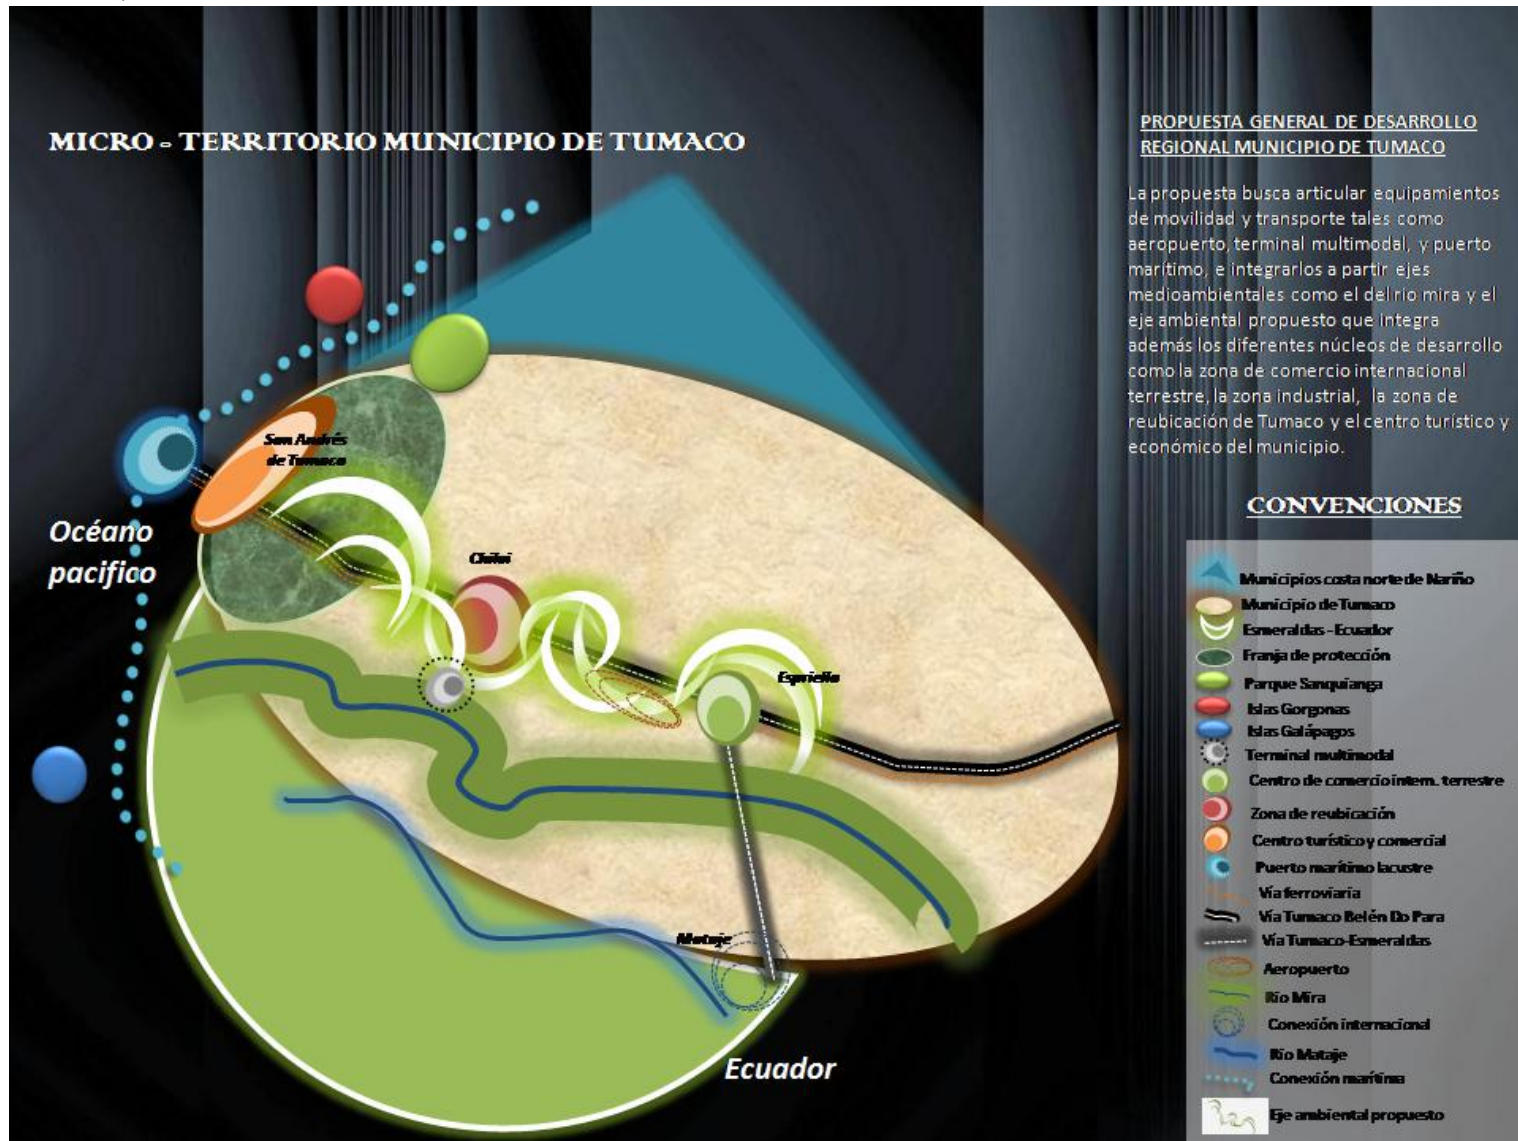 MICRO - TERRITORIO MUNICIPIO DE TUMACO
PROPUESTA GENERAL DE DESARROLLO
REGIONAL MUNICIPIO DE TUMACO
La propuesta busca articular equipamientos
de movilidad y transporte tales como
aeropuerto, terminal multimodal, y puerto
marítimo, e integrarlos a partir ejes
medioambientales como el del rio mira y el
eje ambiental propuesto que integra
además los diferentes núcleos de desarrollo
como la zona de comercio internacional
terrestre, la zona industrial, la zona de
reubicación de Tumaco y el centro turístico y
económico del municipio.
San Andrés
de Tumaco
Océano
pacifico
Chilví
Espriella
Mataje
Ecuador
CONVENCIONES
Municipios costa norte de Nariño
Municipio de Tumaco
Esmeraldas - Ecuador
Franja de protección
Parque Sanquianga
Islas Gorgonas
Islas Galápagos
Terminal multimodal
Centro de comercio intern. terrestre
Zona de reubicación
Centro turístico y comercial
Puerto marítimo lacustre
Vía ferroviaria
Vía Tumaco Belén Do Para
Vía Tumaco-Esmeraldas
Aeropuerto
Río Mira
Conexión internacional
Río Mataje
Conexión marítima
Eje ambiental propuesto